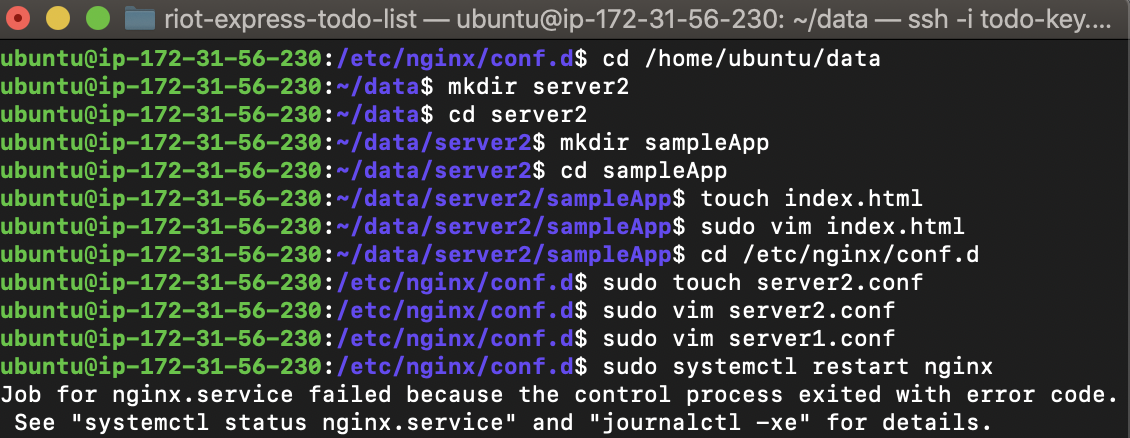 riot-express-todo-list — ubuntu@ip-172-31-56-230: ~/data — ssh -i todo-key....
ubuntu@ip-172-31-56-230:/etc/nginx/conf.d$ cd /home/ubuntu/data
ubuntu@ip-172-31-56-230:~/data$ mkdir server2
ubuntu@ip-172-31-56-230:~/data$ cd server2
ubuntu@ip-172-31-56-230:~/data/server2$ mkdir sampleApp
ubuntu@ip-172-31-56-230:~/data/server2$ cd sampleApp
ubuntu@ip-172-31-56-230:~/data/server2/sampleApp$ touch index.html
ubuntu@ip-172-31-56-230:~/data/server2/sampleApp$ sudo vim index.html
ubuntu@ip-172-31-56-230:~/data/server2/sampleApp$ cd /etc/nginx/conf.d
ubuntu@ip-172-31-56-230:/etc/nginx/conf.d$ sudo touch server2.conf
ubuntu@ip-172-31-56-230:/etc/nginx/conf.d$ sudo vim server2.conf
ubuntu@ip-172-31-56-230:/etc/nginx/conf.d$ sudo vim server1.conf
ubuntu@ip-172-31-56-230:/etc/nginx/conf.d$ sudo systemctl restart nginx
Job for nginx.service failed because the control process exited with error code.
See "systemctl status nginx.service" and "journalctl -xe" for details.